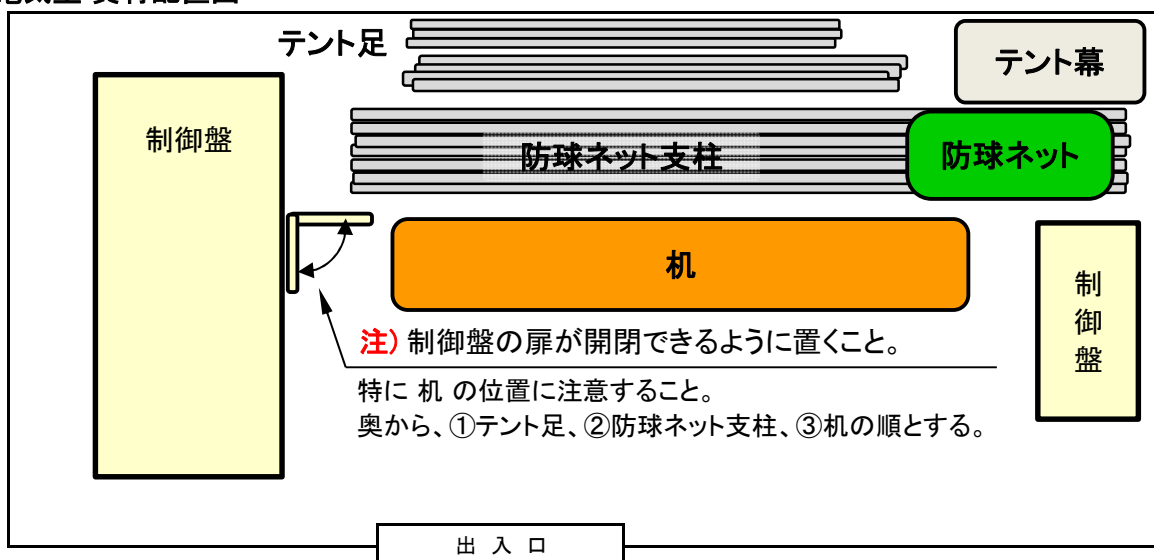 テント足
テント幕
制御盤
防球ネット支柱
防球ネット
机
制
御
盤
注) 制御盤の扉が開閉できるように置くこと。
特に 机 の位置に注意すること。
奥から、①テント足、②防球ネット支柱、③机の順とする。
出 入 口